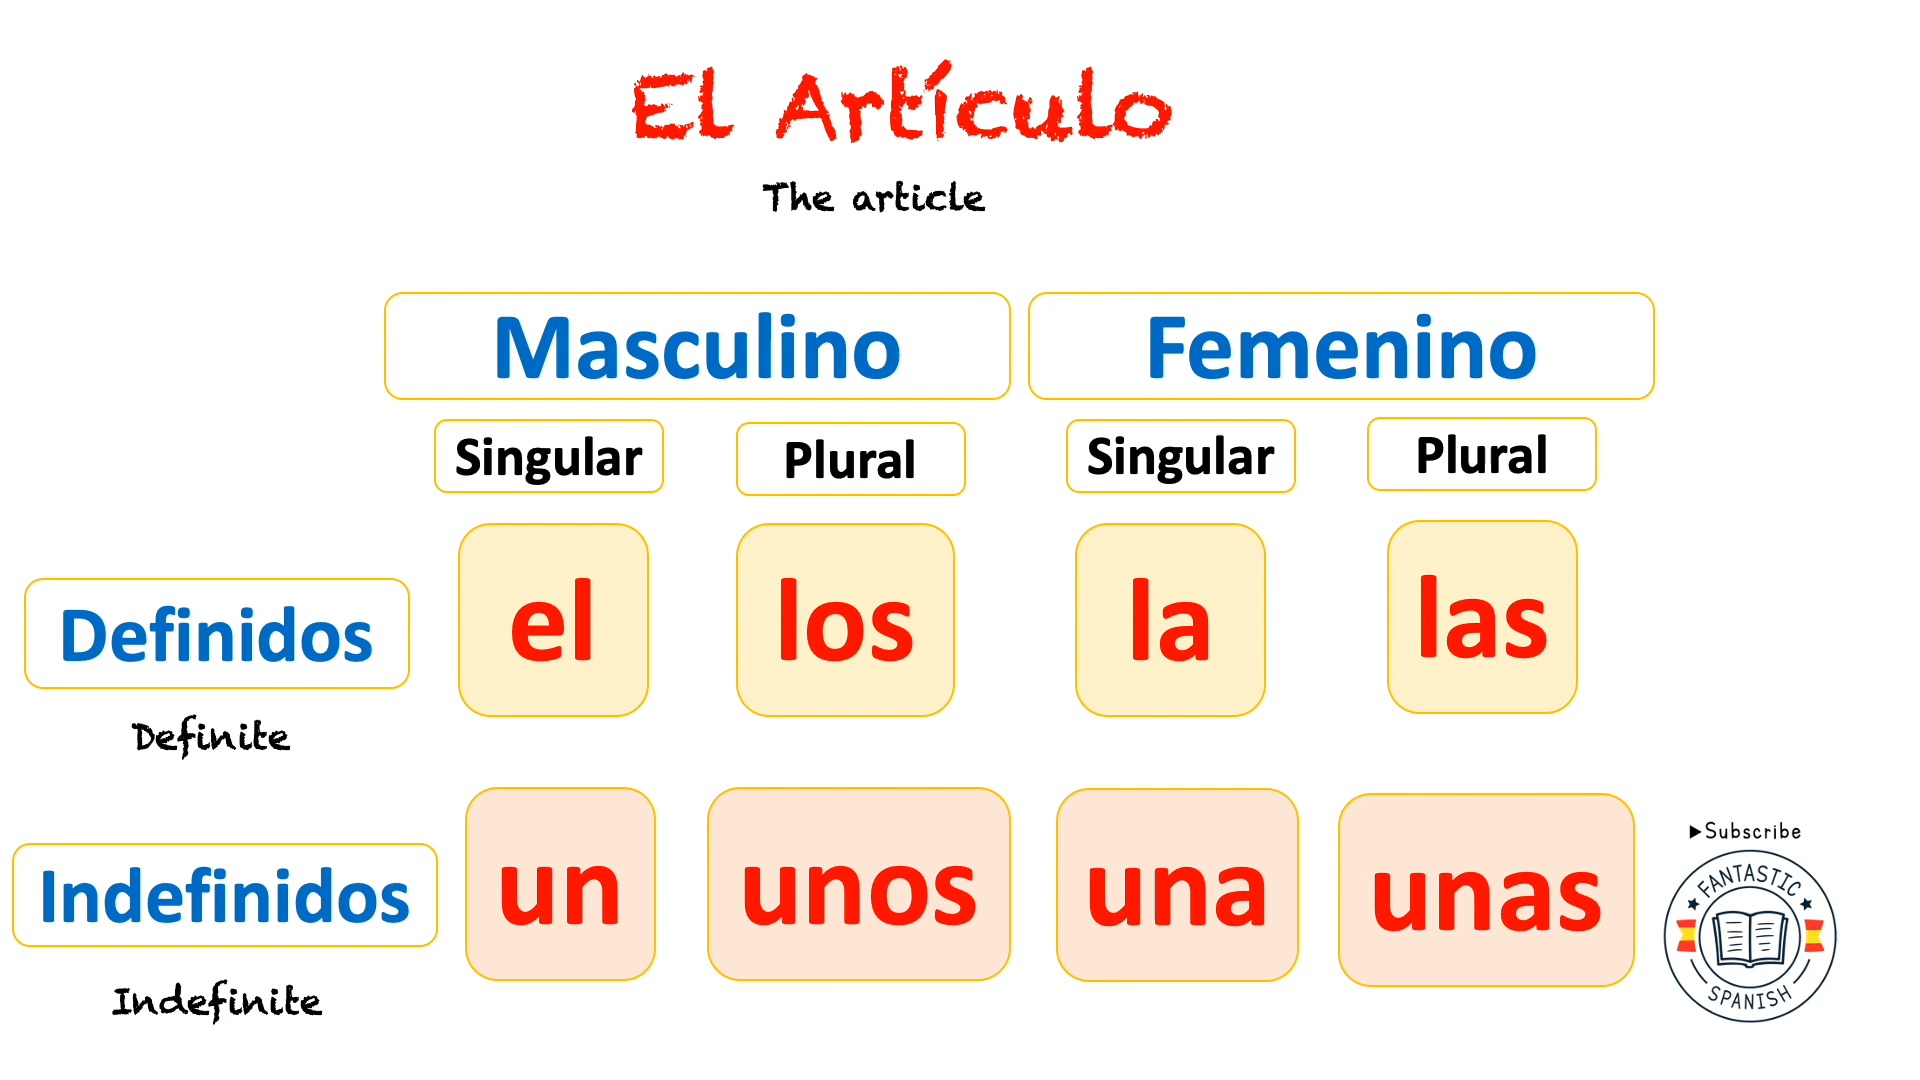 El Artículo
The article
Masculino Femenino
Singular Plural Singular Plural
Definidos el los la las
Definite
Indefinidos un unos una unas
Indefinite
Subscribe
FANTASTIC
SPANISH